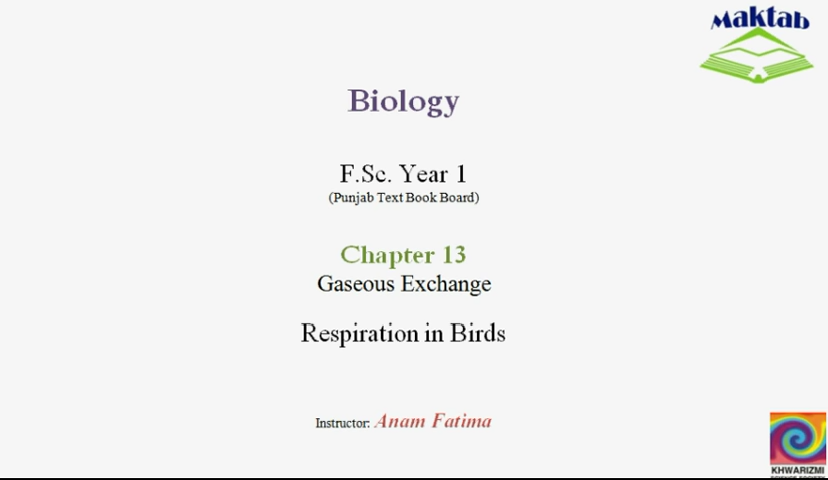 Maktab
Biology
F.Sc. Year 1
(Punjab Text Book Board)
Chapter 13
Gaseous Exchange
Respiration in Birds
Instructor: Anam Fatima
KHWARIZMI